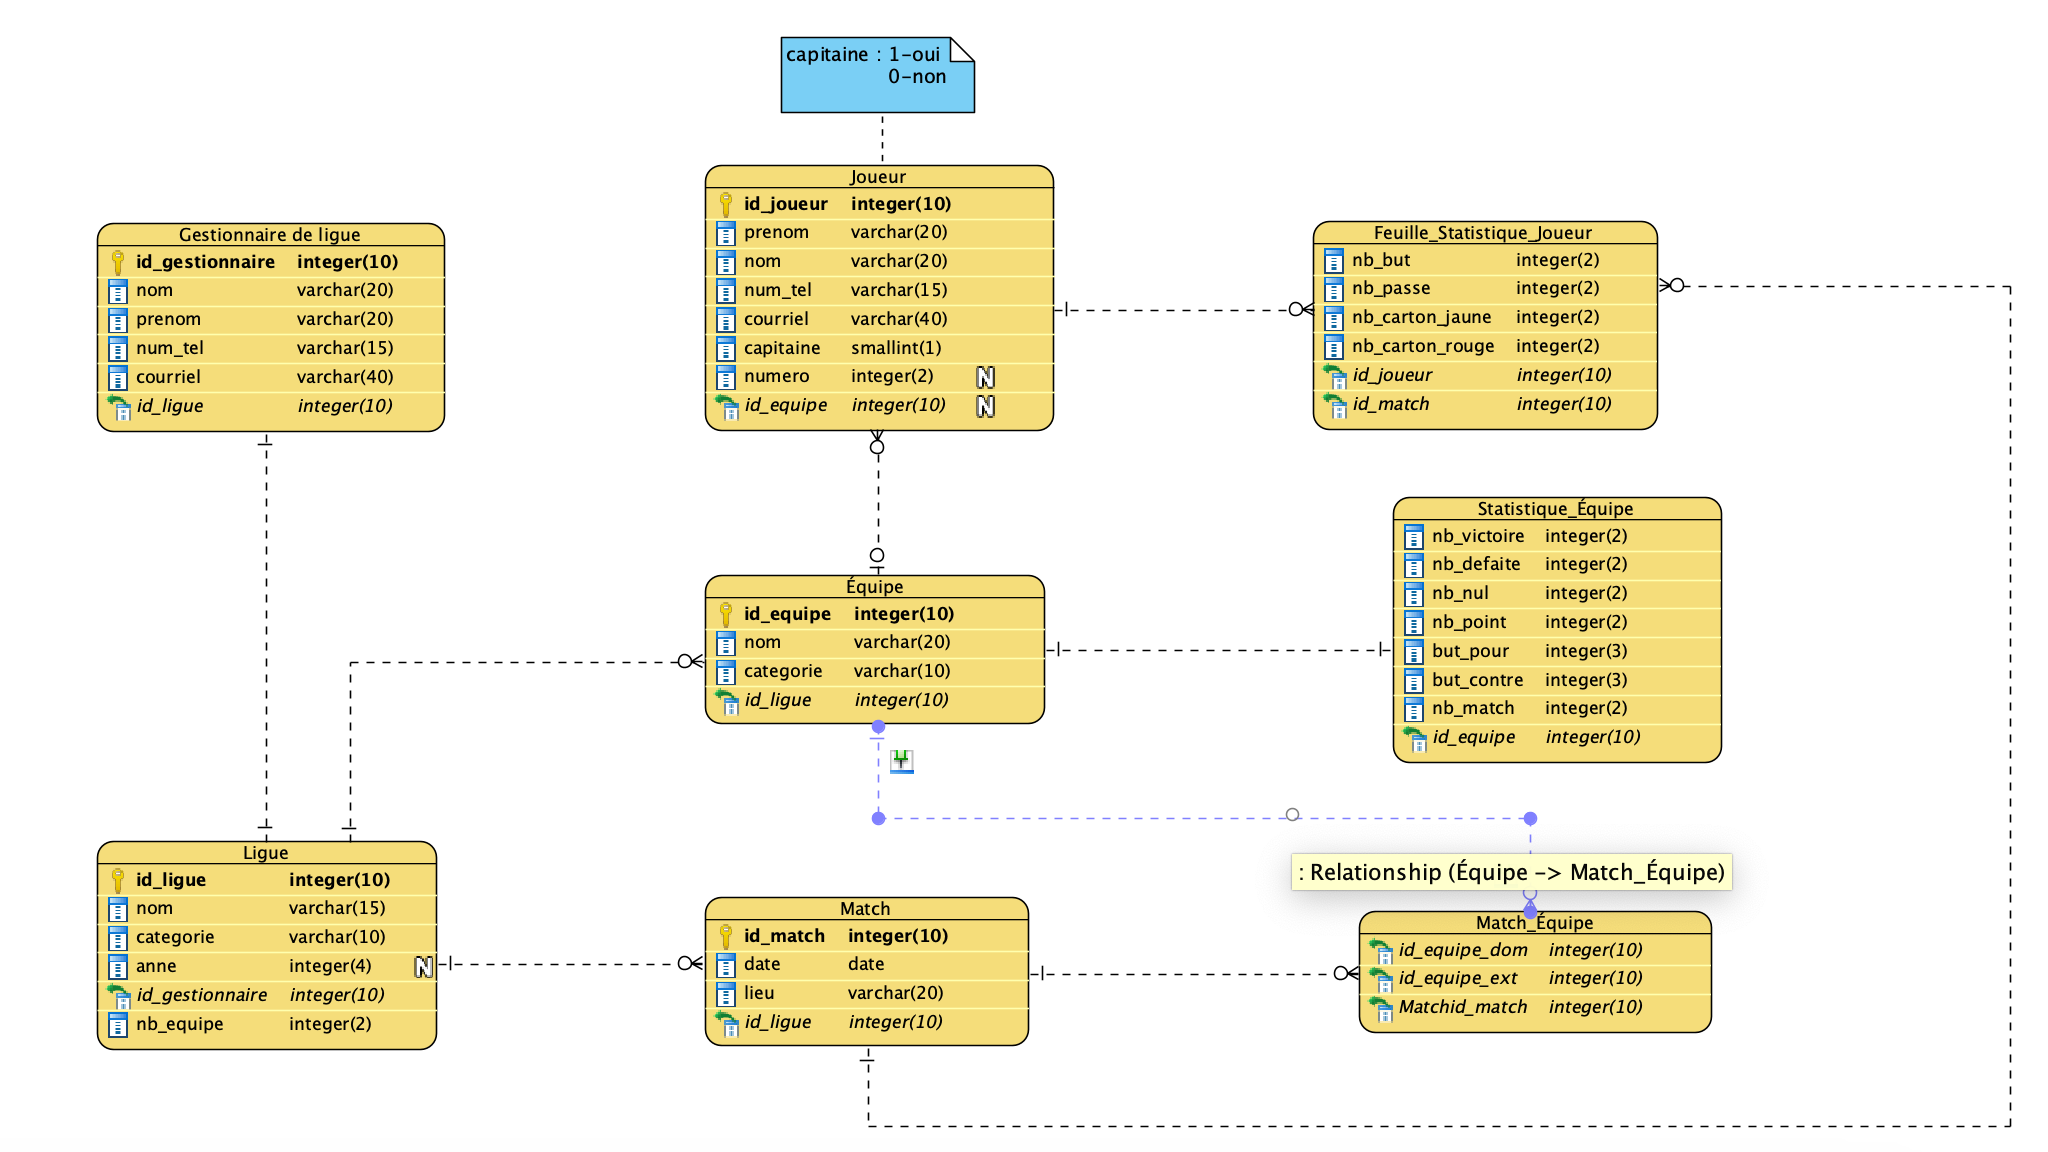 capitaine : 1-oui
0-non
Joueur
id_joueur integer(10)
prenom varchar(20)
nom varchar(20)
num_tel varchar(15)
courriel varchar(40)
capitaine smallint(1)
numero integer(2) N
id_equipe integer(10) N
Gestionnaire de ligue
id_gestionnaire integer(10)
nom varchar(20)
prenom varchar(20)
num_tel varchar(15)
courriel varchar(40)
id_ligue integer(10)
Feuille_Statistique_Joueur
nb_but integer(2)
nb_passe integer(2)
nb_carton_jaune integer(2)
nb_carton_rouge integer(2)
id_joueur integer(10)
id_match integer(10)
Statistique_Équipe
nb_victoire integer(2)
nb_defaite integer(2)
nb_nul integer(2)
nb_point integer(2)
but_pour integer(3)
but_contre integer(3)
nb_match integer(2)
id_equipe integer(10)
Équipe
id_equipe integer(10)
nom varchar(20)
categorie varchar(10)
id_ligue integer(10)
: Relationship (Équipe -> Match_Équipe)
Ligue
id_ligue integer(10)
nom varchar(15)
categorie varchar(10)
anne integer(4) N
id_gestionnaire integer(10)
nb_equipe integer(2)
Match
id_match integer(10)
date date
lieu varchar(20)
id_ligue integer(10)
Match_Équipe
id_equipe_dom integer(10)
id_equipe_ext integer(10)
Matchid_match integer(10)